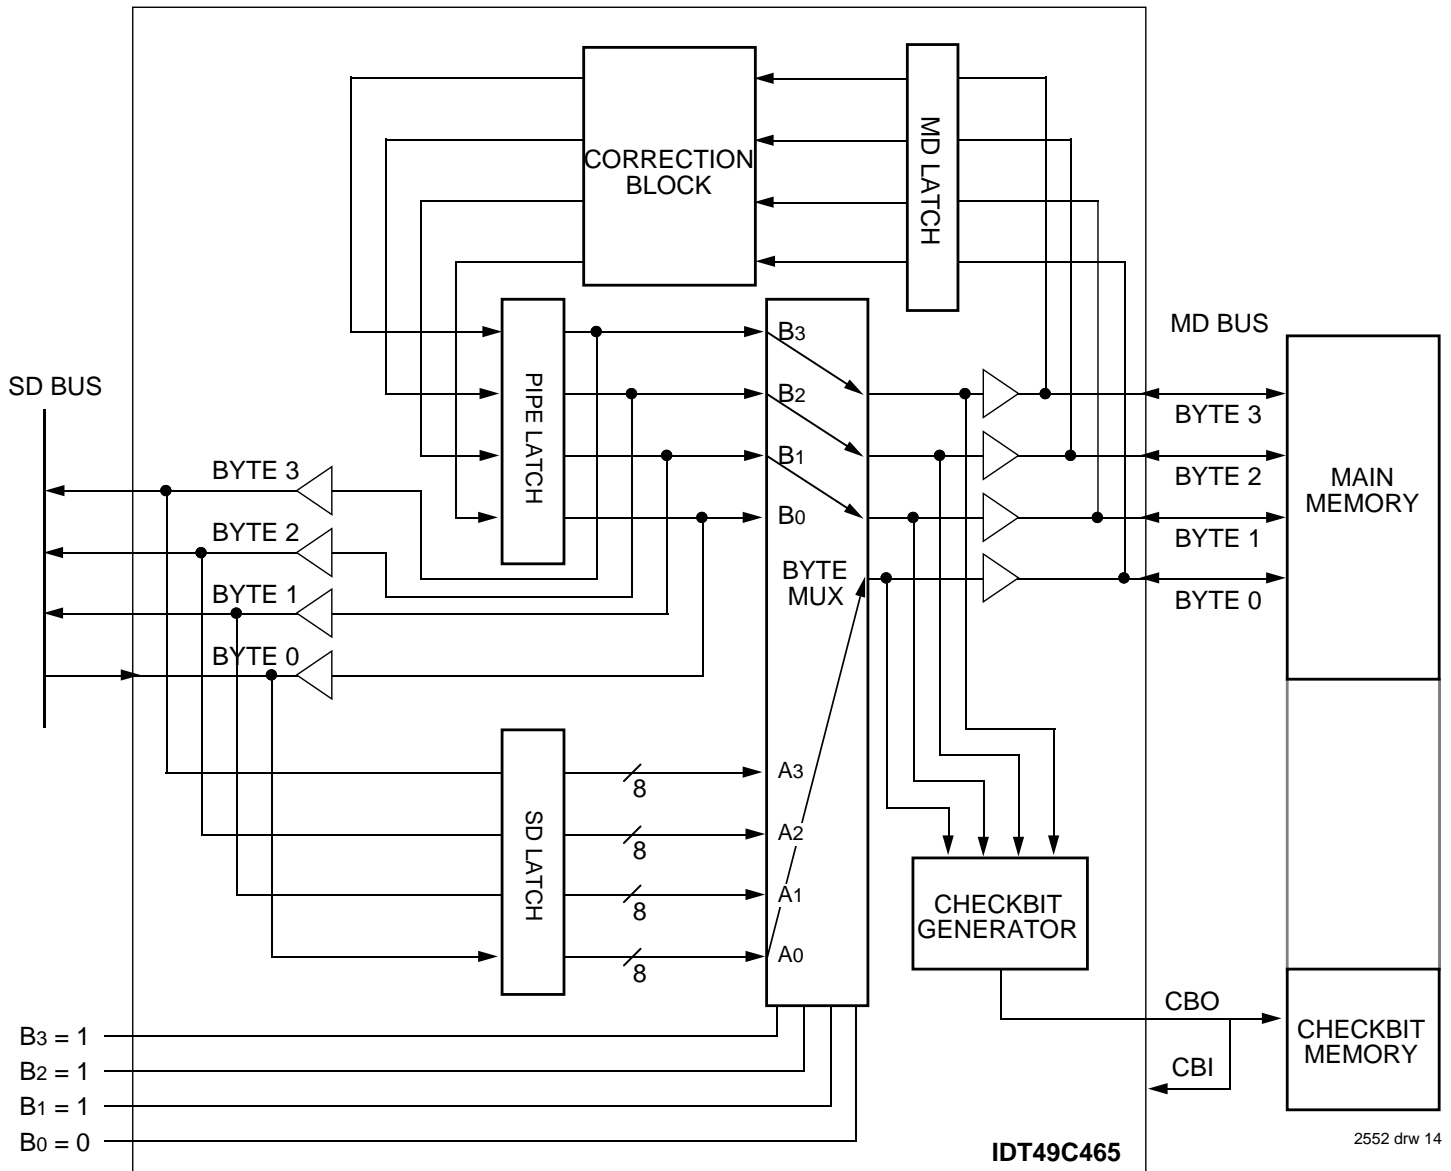 CORRECTION
BLOCK
MD LATCH
MD BUS
SD BUS
PIPE LATCH
B3
B2
B1
B0
BYTE
MUX
BYTE 3
BYTE 2
BYTE 1
BYTE 0
MAIN
MEMORY
BYTE 3
BYTE 2
BYTE 1
BYTE 0
SD LATCH
8
8
8
8
A3
A2
A1
A0
CHECKBIT
GENERATOR
CBO
CBI
CHECKBIT
MEMORY
B3 = 1
B2 = 1
B1 = 1
B0 = 0
IDT49C465
2552 drw 14